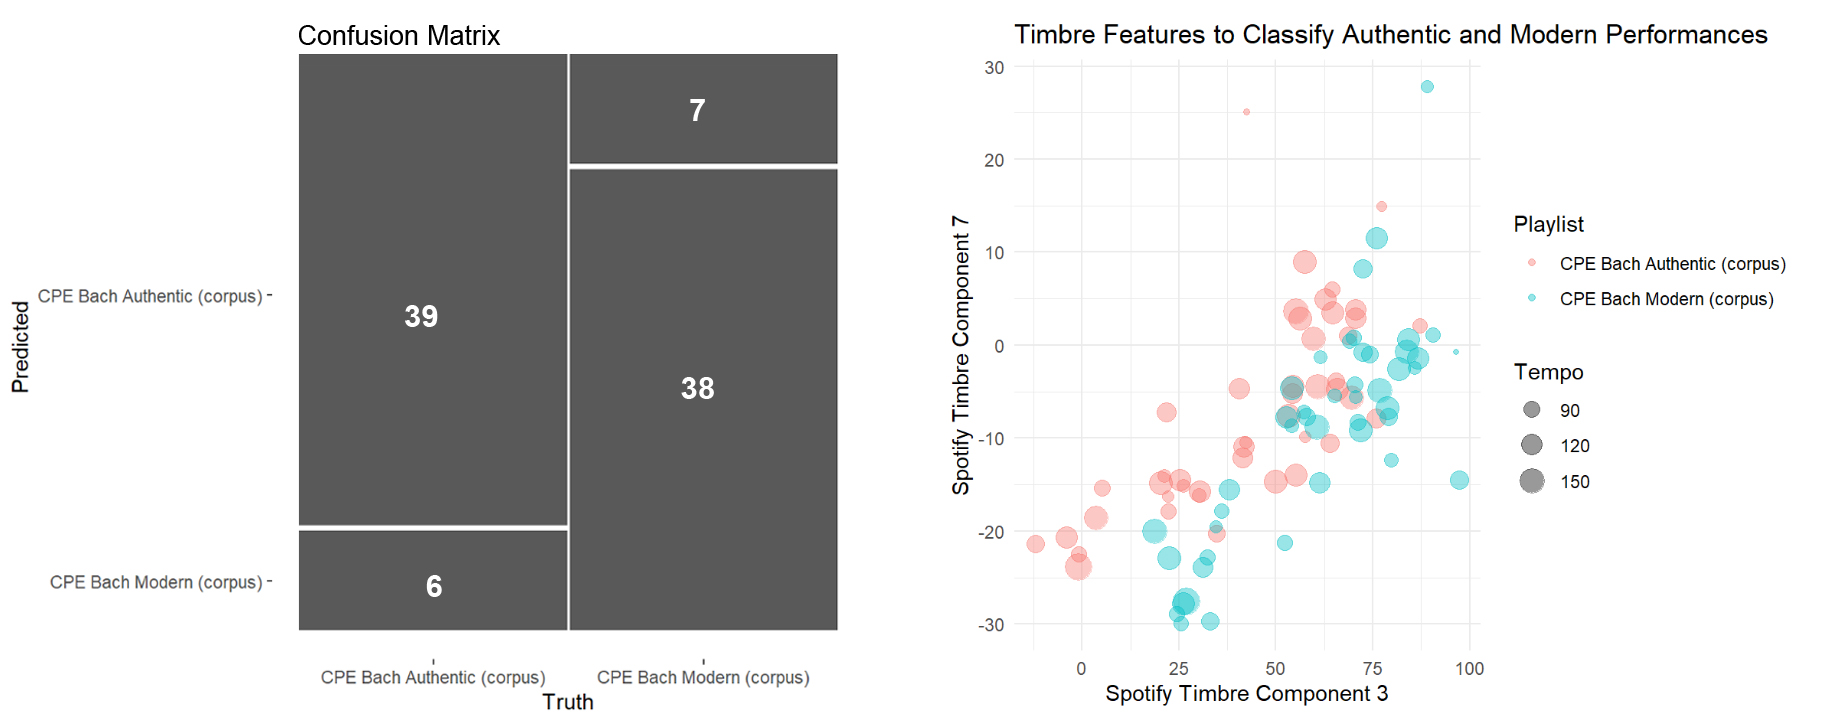 Confusion Matrix
7
39
38
6
Predicted
CPE Bach Authentic (corpus)
CPE Bach Modern (corpus)
CPE Bach Authentic (corpus)
CPE Bach Modern (corpus)
Truth
Timbre Features to Classify Authentic and Modern Performances
Spotify Timbre Component 7
30
20
10
0
-10
-20
-30
0
25
50
75
100
Spotify Timbre Component 3
Playlist
CPE Bach Authentic (corpus)
CPE Bach Modern (corpus)
Tempo
90
120
150